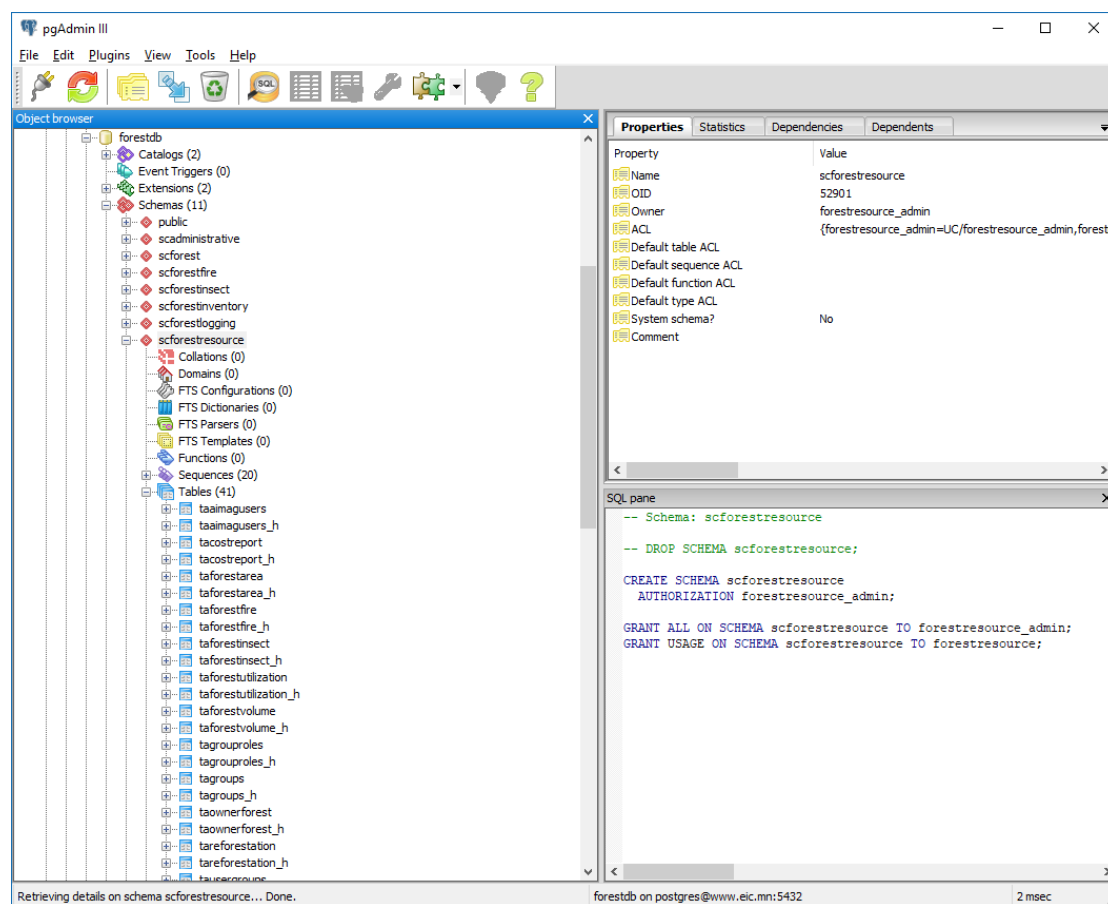 pgAdmin III
File Edit Plugins View Tools Help
SQL
Object browser
forestdb
Catalogs (2)
Event Triggers (0)
Extensions (2)
Schemas (11)
public
scadministrative
scforest
scforestfire
scforestinsect
scforestinventory
scforestlogging
scforestresource
Collations (0)
Domains (0)
FTS Configurations (0)
FTS Dictionaries (0)
FTS Parsers (0)
FTS Templates (0)
Functions (0)
Sequences (20)
Tables (41)
taaimagusers
taaimagusers_h
tacostreport
tacostreport_h
taforestarea
taforestarea_h
taforestfire
taforestfire_h
taforestinsect
taforestinsect_h
taforestutilization
taforestutilization_h
taforestvolume
taforestvolume_h
tagrouproles
tagrouproles_h
tagroups
tagroups_h
taownerforest
taownerforest_h
tareforestation
tareforestation_h
tausergroups
Properties Statistics Dependencies Dependents
Property Value
Name scforestresource
OID 52901
Owner forestresource_admin
ACL {forestresource_admin=UC/forestresource_admin,forest
Default table ACL
Default sequence ACL
Default function ACL
Default type ACL
System schema? No
Comment
SQL pane
-- Schema: scforestresource
-- DROP SCHEMA scforestresource;
CREATE SCHEMA scforestresource
AUTHORIZATION forestresource_admin;
GRANT ALL ON SCHEMA scforestresource TO forestresource_admin;
GRANT USAGE ON SCHEMA scforestresource TO forestresource;
Retrieving details on schema scforestresource... Done. forestdb on postgres@www.eic.mn:5432 2 msec